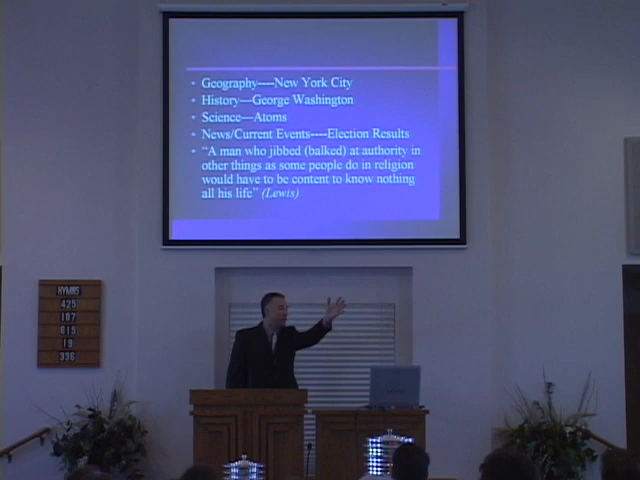 • Geography----New York City
• History—George Washington
• Science—Atoms
• News/Current Events----Election Results
• "A man who jibbed (balked) at authority in
other things as some people do in religion
would have to be content to know nothing
all his life" (Lewis)
HYMNS
425
187
615
19
336